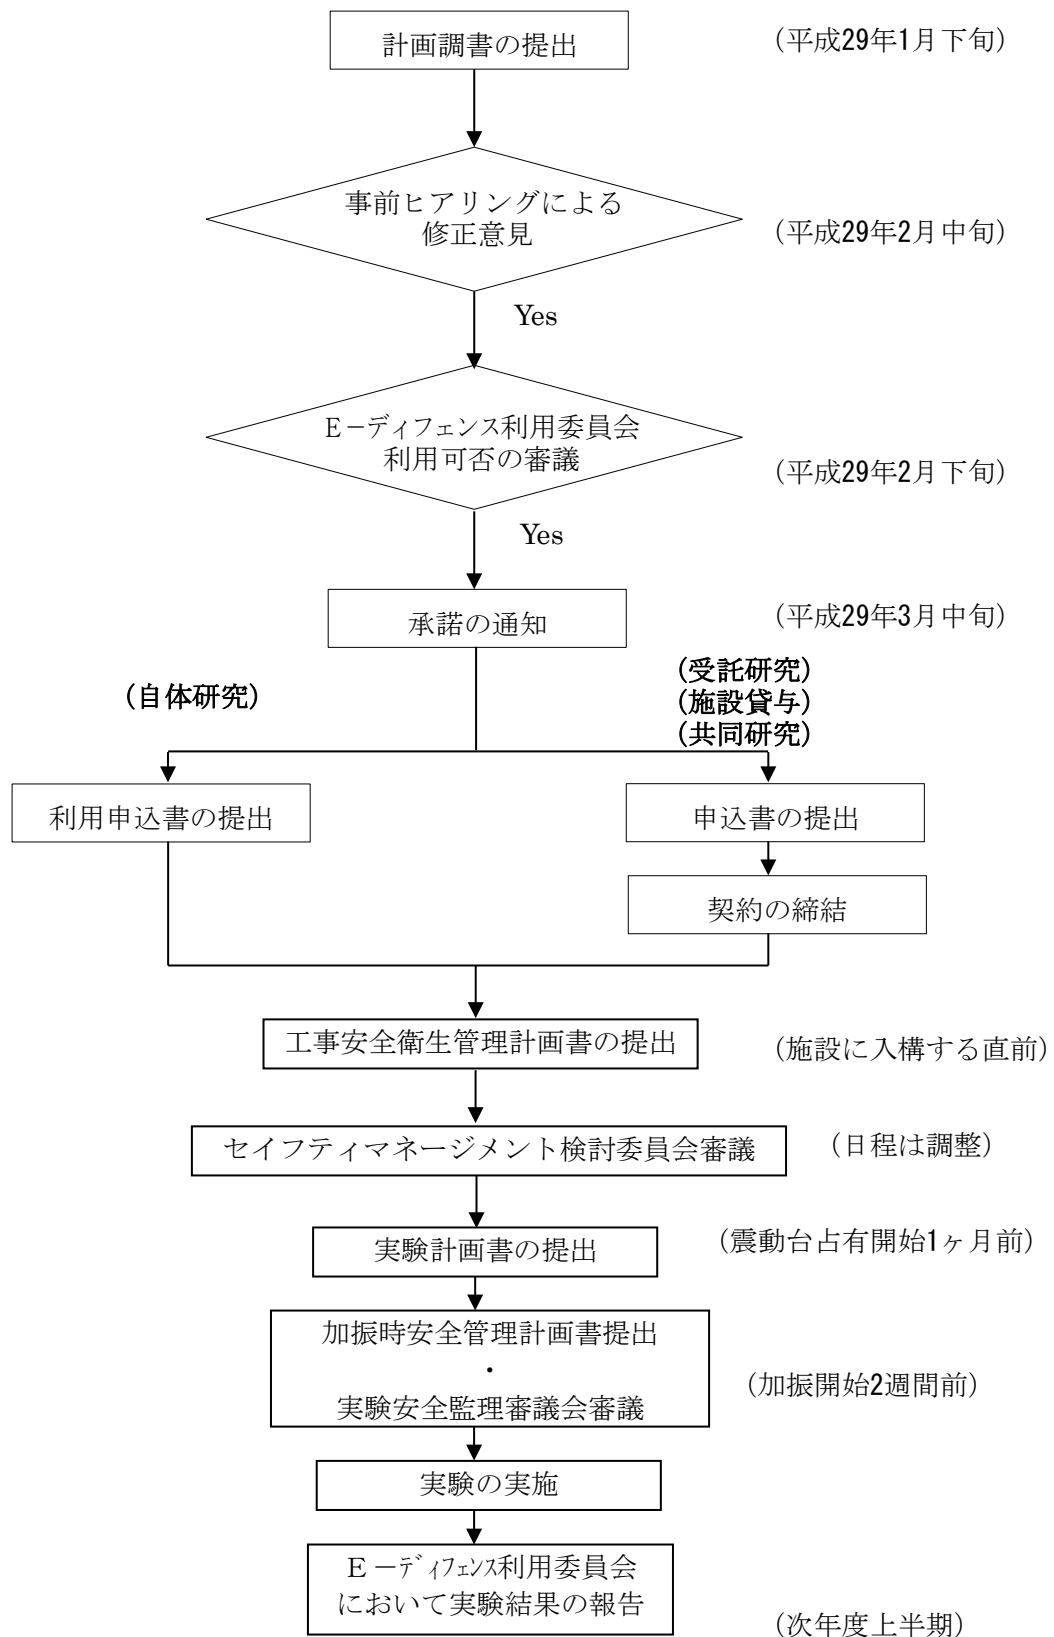 計画調書の提出
（平成29年1月下旬）
事前ヒアリングによる
修正意見
（平成29年2月中旬）
Yes
Ｅ－ディフェンス利用委員会
利用可否の審議
（平成29年2月下旬）
Yes
承諾の通知
（平成29年3月中旬）
（自体研究）
（受託研究）
（施設貸与）
（共同研究）
利用申込書の提出
申込書の提出
契約の締結
工事安全衛生管理計画書の提出
（施設に入構する直前）
セイフティマネージメント検討委員会審議
（日程は調整）
実験計画書の提出
（震動台占有開始1ヶ月前）
加振時安全管理計画書提出
・
実験安全監理審議会審議
（加振開始2週間前）
実験の実施
Ｅ－ﾃﾞｨﾌｪﾝｽ利用委員会
において実験結果の報告
（次年度上半期）